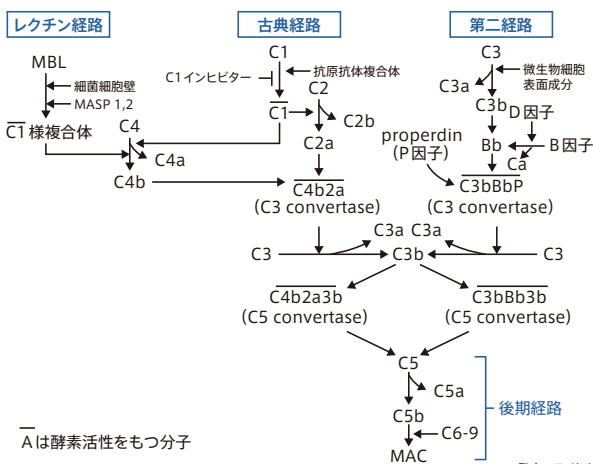 レクチン経路
古典経路
第二経路
MBL
細菌細胞壁
MASP 1,2
C1様複合体
C4
C4a
C4b
C1
C1インヒビター
抗原抗体複合体
C1
C2
C2b
C2a
C4b2a
(C3 convertase)
C3
微生物細胞
表面成分
C3a
C3b
D因子
Bb
B因子
Ca
properdin
(P因子)
C3bBbP
(C3 convertase)
C3
C3a
C3a
C3b
C3
C4b2a3b
(C5 convertase)
C3bBb3b
(C5 convertase)
C5
C5a
C5b
C6-9
MAC
後期経路
Aは酵素活性をもつ分子